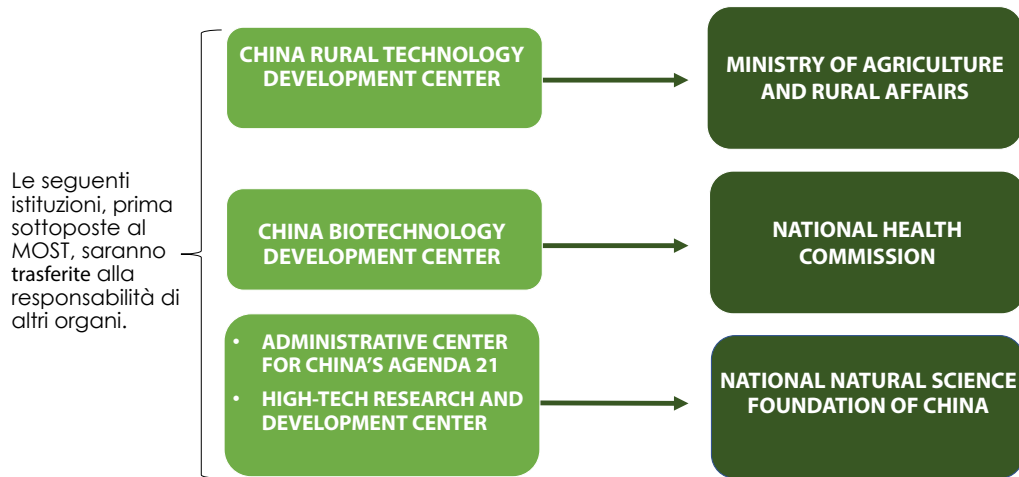 Le seguenti
istituzioni, prima
sottoposte al
MOST, saranno
trasferite alla
responsabilità di
altri organi.
CHINA RURAL TECHNOLOGY
DEVELOPMENT CENTER
MINISTRY OF AGRICULTURE
AND RURAL AFFAIRS
CHINA BIOTECHNOLOGY
DEVELOPMENT CENTER
NATIONAL HEALTH
COMMISSION
• ADMINISTRATIVE CENTER
FOR CHINA'S AGENDA 21
• HIGH-TECH RESEARCH AND
DEVELOPMENT CENTER
NATIONAL NATURAL SCIENCE
FOUNDATION OF CHINA